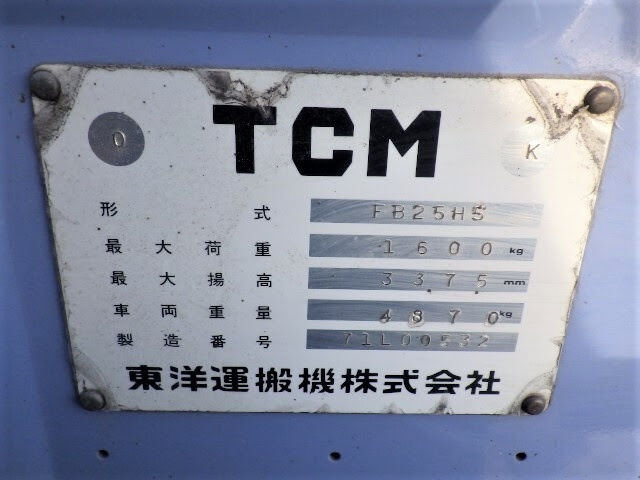 TCM
O
K
形式 FB25H5
最大荷重 1600 kg
最大揚高 3375 mm
車両重量 4870 kg
製造番号 71L00532
東洋運搬機株式会社